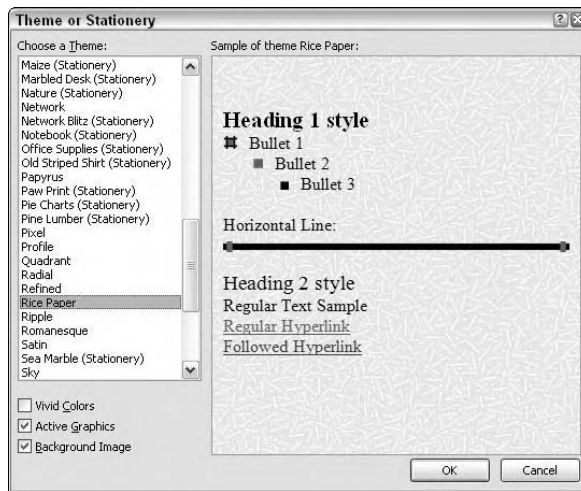 Theme or Stationery
Choose a Theme:
Maize (Stationery)
Marbled Desk (Stationery)
Nature (Stationery)
Network
Network Blitz (Stationery)
Notebook (Stationery)
Office Supplies (Stationery)
Old Striped Shirt (Stationery)
Papyrus
Paw Print (Stationery)
Pie Charts (Stationery)
Pine Lumber (Stationery)
Pixel
Profile
Quadrant
Radial
Refined
Rice Paper
Ripple
Romanesque
Satin
Sea Marble (Stationery)
Sky
Vivid Colors
Active Graphics
Background Image
Sample of theme Rice Paper:
Heading 1 style
Bullet 1
Bullet 2
Bullet 3
Horizontal Line:
Heading 2 style
Regular Text Sample
Regular Hyperlink
Followed Hyperlink
OK
Cancel